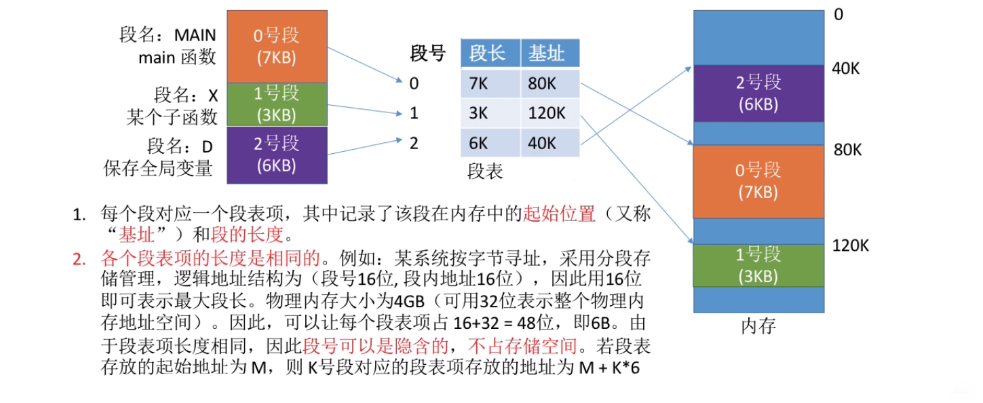 段名：MAIN
main 函数
0号段
(7KB)
段名：X
某个子函数
1号段
(3KB)
段名：D
保存全局变量
2号段
(6KB)
段号 段长 基址
0 7K 80K
1 3K 120K
2 6K 40K
段表
0
40K
2号段
(6KB)
80K
0号段
(7KB)
120K
1号段
(3KB)
内存
1. 每个段对应一个段表项，其中记录了该段在内存中的起始位置（又称
“基址”）和段的长度。
2. 各个段表项的长度是相同的。例如：某系统按字节寻址，采用分段存
储管理，逻辑地址结构为（段号16位, 段内地址16位），因此用16位
即可表示最大段长。物理内存大小为4GB（可用32位表示整个物理内
存地址空间）。因此，可以让每个段表项占 16+32 = 48位，即6B。由
于段表项长度相同，因此段号可以是隐含的，不占存储空间。若段表
存放的起始地址为 M，则 K号段对应的段表项存放的地址为 M + K*6